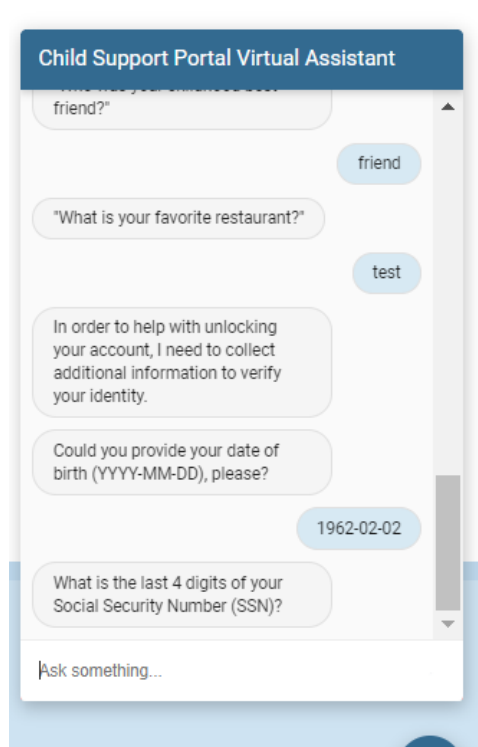 Child Support Portal Virtual Assistant
friend?"
friend
"What is your favorite restaurant?"
test
In order to help with unlocking
your account, I need to collect
additional information to verify
your identity.
Could you provide your date of
birth (YYYY-MM-DD), please?
1962-02-02
What is the last 4 digits of your
Social Security Number (SSN)?
Ask something...